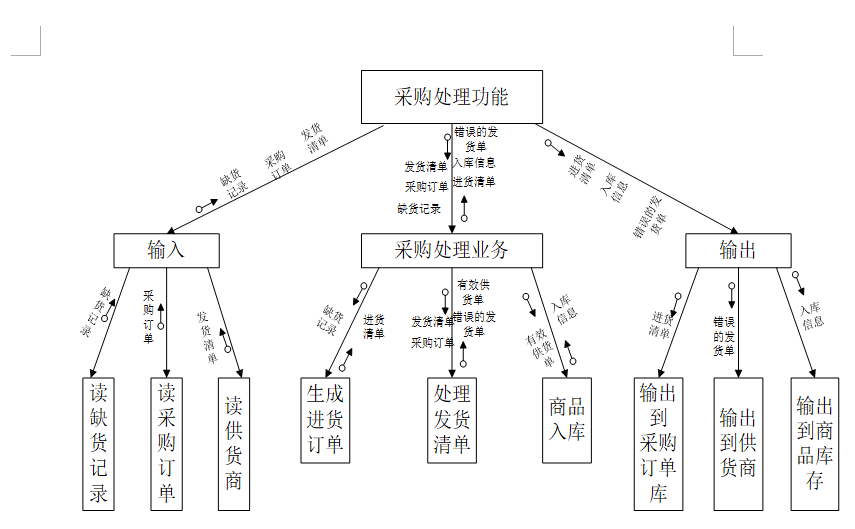 采购处理功能
发货
清单
采购
订单
缺货
记录
错误的发
货单
发货清单
入库信息
采购订单
进货清单
缺货记录
进货
清单
入库
信息
错误的发
货单
输入
采购处理业务
输出
缺
货
记
录
采
购
订
单
发
货
清
单
缺货
记录
进货
清单
有效供
货单
发货清单
错误的发
货单
采购订单
入库
信息
有效
供货
单
进货
清单
错误
的发
货单
入库
信息
读
缺
货
记
录
读
采
购
订
单
读
供
货
商
生成
进货
订单
处理
发货
清单
商品
入库
输出
到
采购
订单
库
输出
到供
货商
输出
到商
品库
存